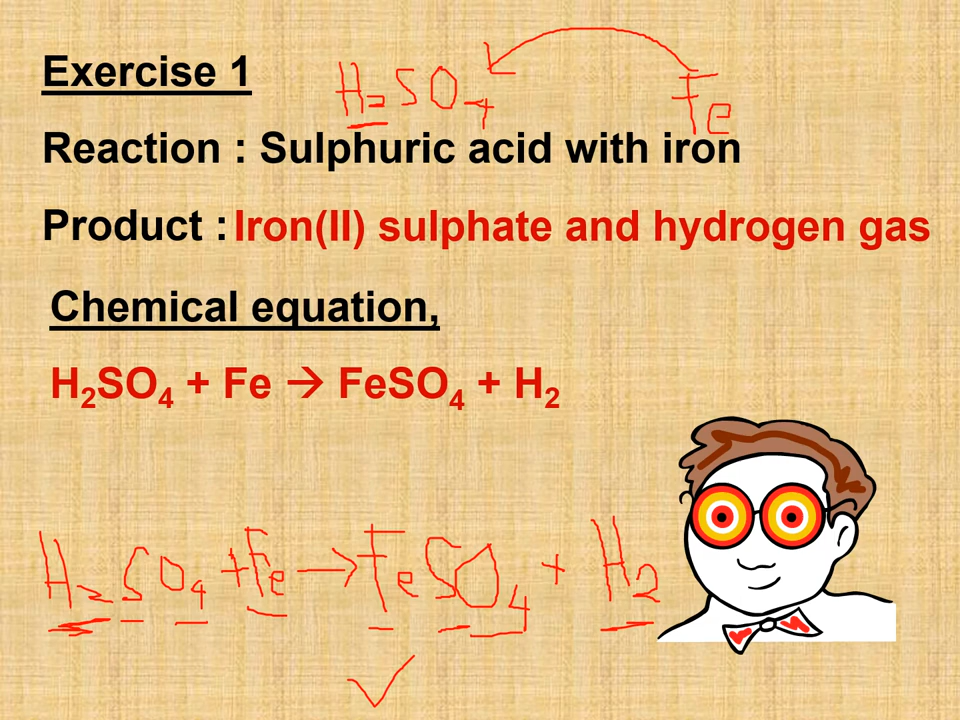 Exercise 1
H₂SO₄ Fe
Reaction : Sulphuric acid with iron
Product : Iron(II) sulphate and hydrogen gas
Chemical equation,
H₂SO₄ + Fe → FeSO₄ + H₂
H₂SO₄ + Fe → FeSO₄ + H₂